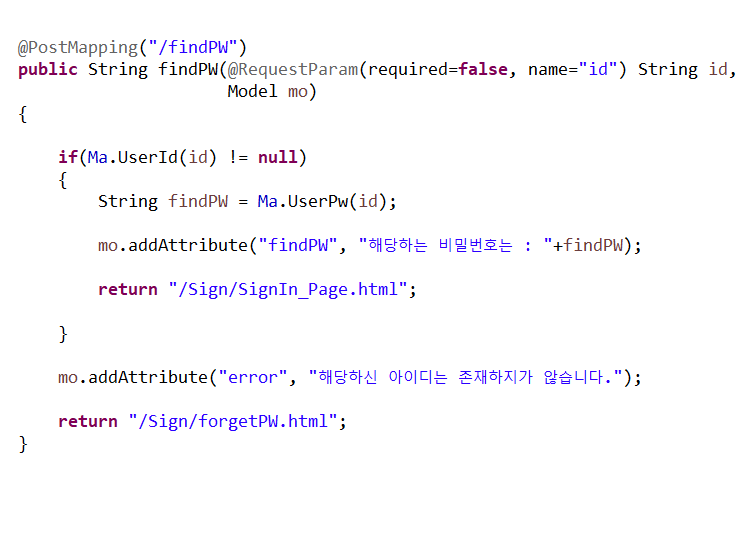 @PostMapping("/findPW")
public String findPW(@RequestParam(required=false, name="id") String id,
Model mo)
{
if(Ma.UserId(id) != null)
{
String findPW = Ma.UserPw(id);
mo.addAttribute("findPW", "해당하는 비밀번호는 : "+findPW);
return "/Sign/SignIn_Page.html";
}
mo.addAttribute("error", "해당하신 아이디는 존재하지가 않습니다.");
return "/Sign/forgetPW.html";
}